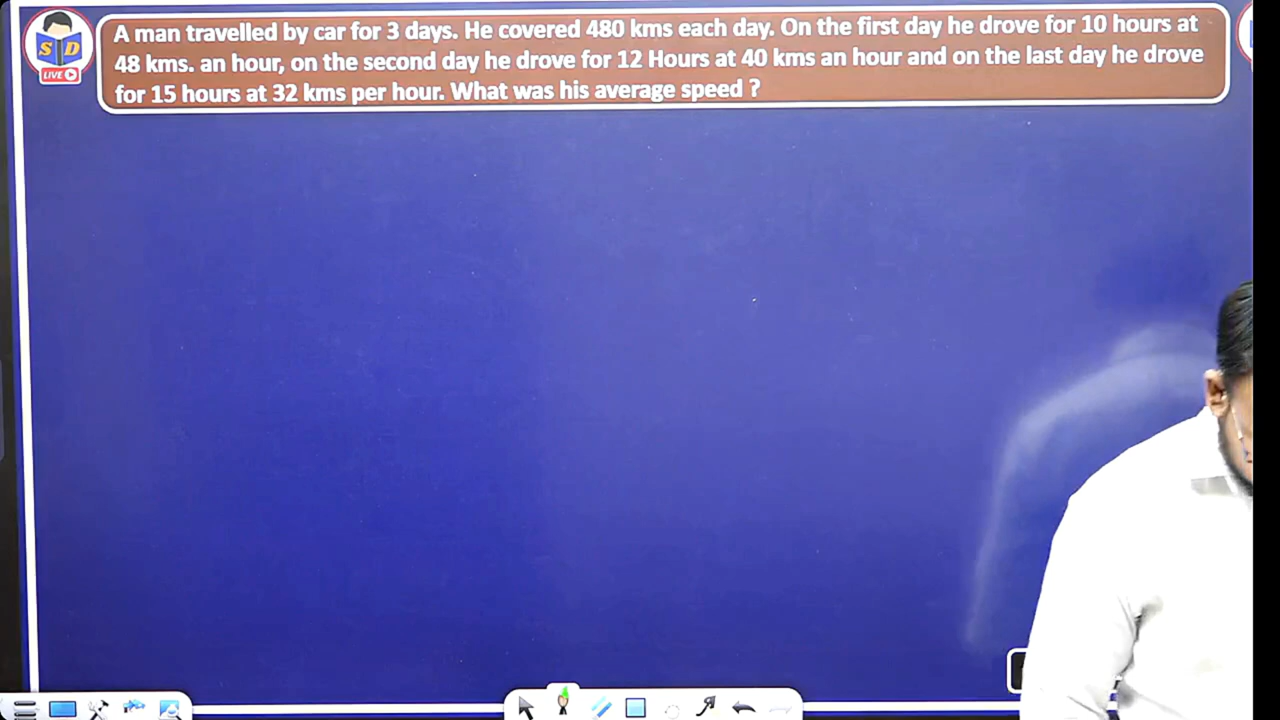 A man travelled by car for 3 days. He covered 480 kms each day. On the first day he drove for 10 hours at
48 kms. an hour, on the second day he drove for 12 Hours at 40 kms an hour and on the last day he drove
for 15 hours at 32 kms per hour. What was his average speed ?
S D
LIVE